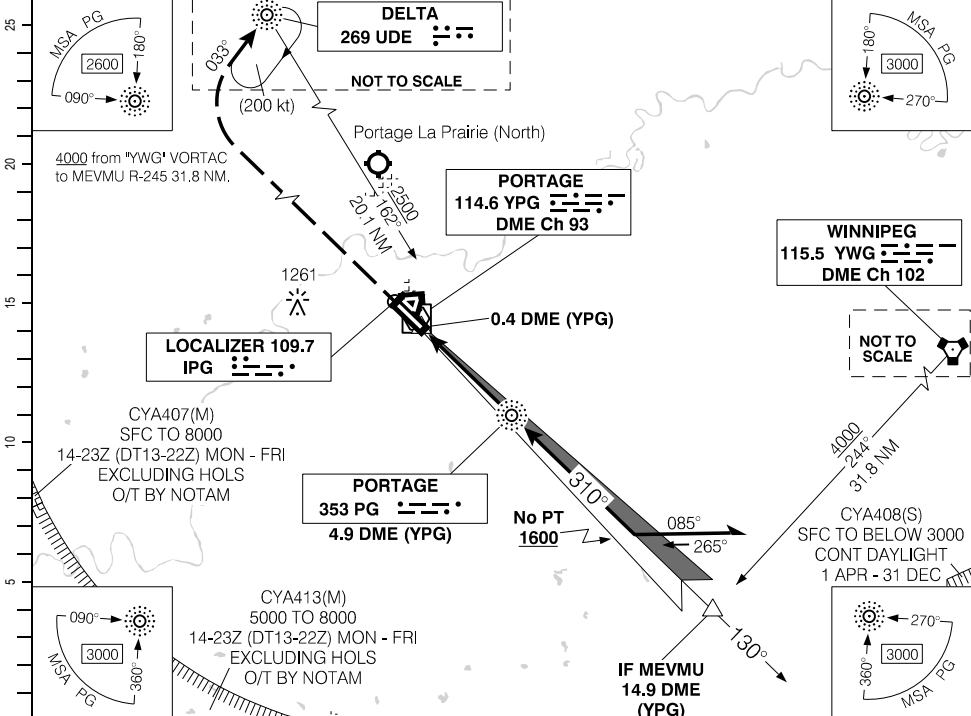 25
20
15
10
5
MSA PG
180°
2600
090°
DELTA
269 UDE
NOT TO SCALE
033°
(200 kt)
MSA PG
180°
3000
270°
4000 from "YWG" VORTAC
to MEVMU R-245 31.8 NM.
Portage La Prairie (North)
2500
162°
20.1 NM
PORTAGE
114.6 YPG
DME Ch 93
WINNIPEG
115.5 YWG
DME Ch 102
1261
0.4 DME (YPG)
NOT TO
SCALE
LOCALIZER 109.7
IPG
4000
244°
31.8 NM
CYA407(M)
SFC TO 8000
14-23Z (DT13-22Z) MON - FRI
EXCLUDING HOLS
O/T BY NOTAM
PORTAGE
353 PG
4.9 DME (YPG)
310°
No PT
1600
085°
265°
CYA408(S)
SFC TO BELOW 3000
CONT DAYLIGHT
1 APR - 31 DEC
CYA413(M)
5000 TO 8000
14-23Z (DT13-22Z) MON - FRI
EXCLUDING HOLS
O/T BY NOTAM
090°
3000
360°
MSA PG
130°
IF MEVMU
14.9 DME
(YPG)
270°
3000
360°
MSA PG